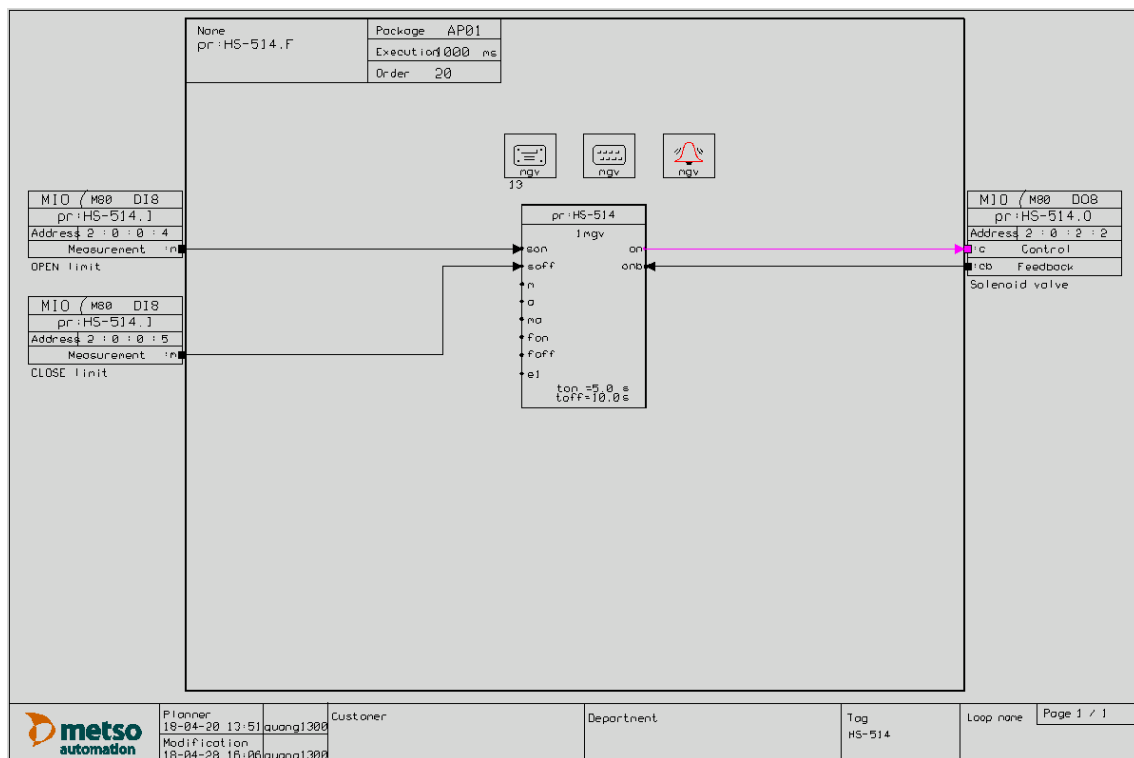 Name
pr:HS-514.F
Package AP01
Execution 1000 ms
Order 20
mgv
mgv
mgv
13
MIO / M80 DI8
pr:HS-514.I
Address 2 : 0 : 0 : 4
Measurement :m
OPEN limit
MIO / M80 DI8
pr:HS-514.I
Address 2 : 0 : 0 : 5
Measurement :m
CLOSE limit
pr:HS-514
1mgv
son on
soff onb
m
a
ma
fon
foff
el
ton =5.0 s
toff=10.0s
MIO / M80 DO8
pr:HS-514.O
Address 2 : 0 : 2 : 2
:c Control
:cb Feedback
Solenoid valve
metso
automation
Planner
18-04-20 13:51 quang1300
Modification
18-04-28 16:06 quang1300
Customer
Department
Tag
HS-514
Loop name
Page 1 / 1